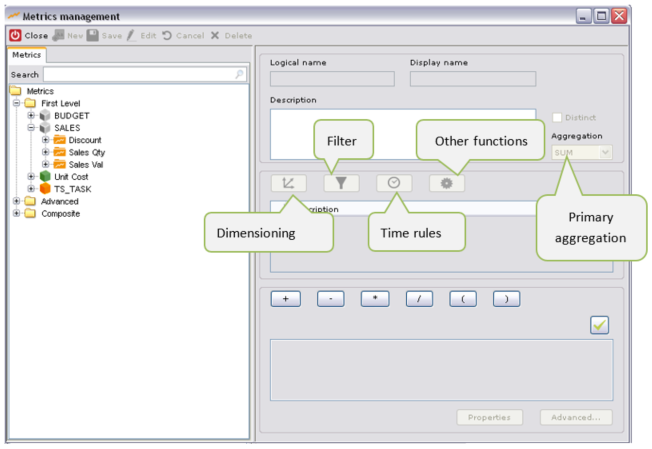 Metrics management
Close New Save Edit Cancel Delete
Metrics
Search
Metrics
First Level
BUDGET
SALES
Discount
Sales Qty
Sales Val
Unit Cost
TS_TASK
Advanced
Composite
Logical name Display name
Description
Distinct
Aggregation
SUM
Filter
Other functions
Dimensioning
Time rules
Primary
aggregation
+ - * / ( )
Properties Advanced...